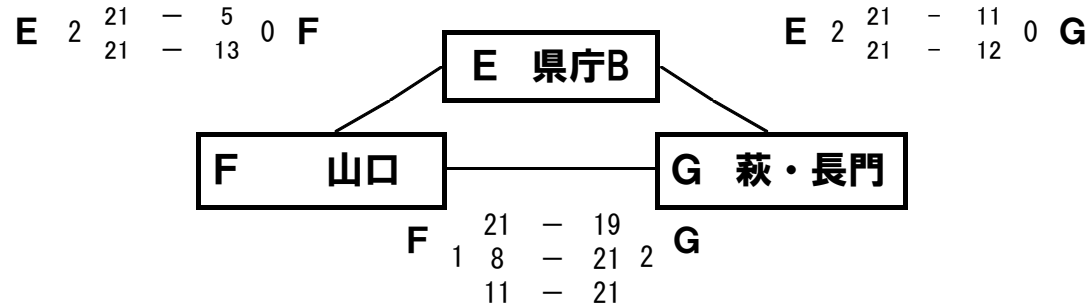 E 2 21 － 5 0 F
21 － 13
E 2 21 － 11 0 G
21 － 12
E 県庁B
F 山口
G 萩・長門
F 1 21 － 19 2 G
8 － 21
11 － 21